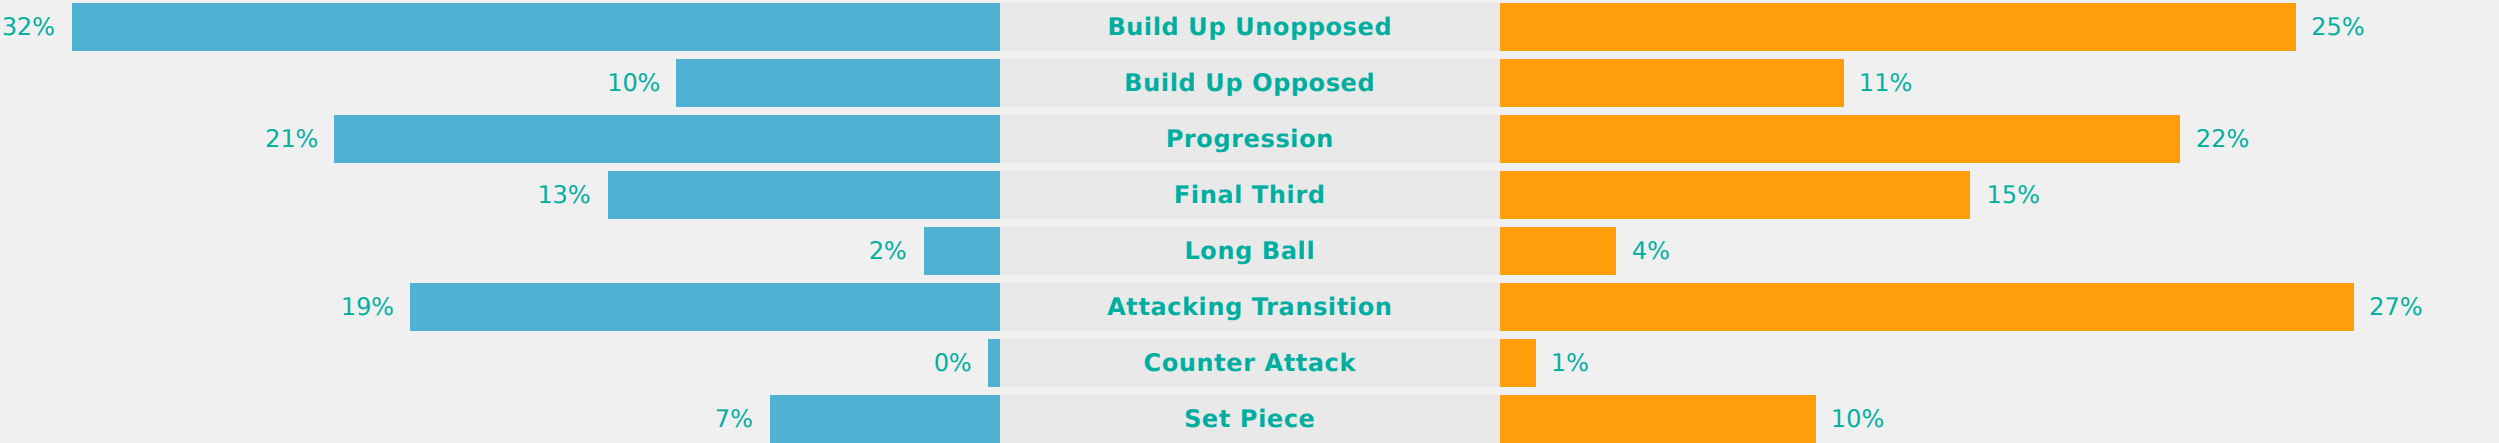 32% Build Up Unopposed 25%
10% Build Up Opposed 11%
21% Progression 22%
13% Final Third 15%
2% Long Ball 4%
19% Attacking Transition 27%
0% Counter Attack 1%
7% Set Piece 10%